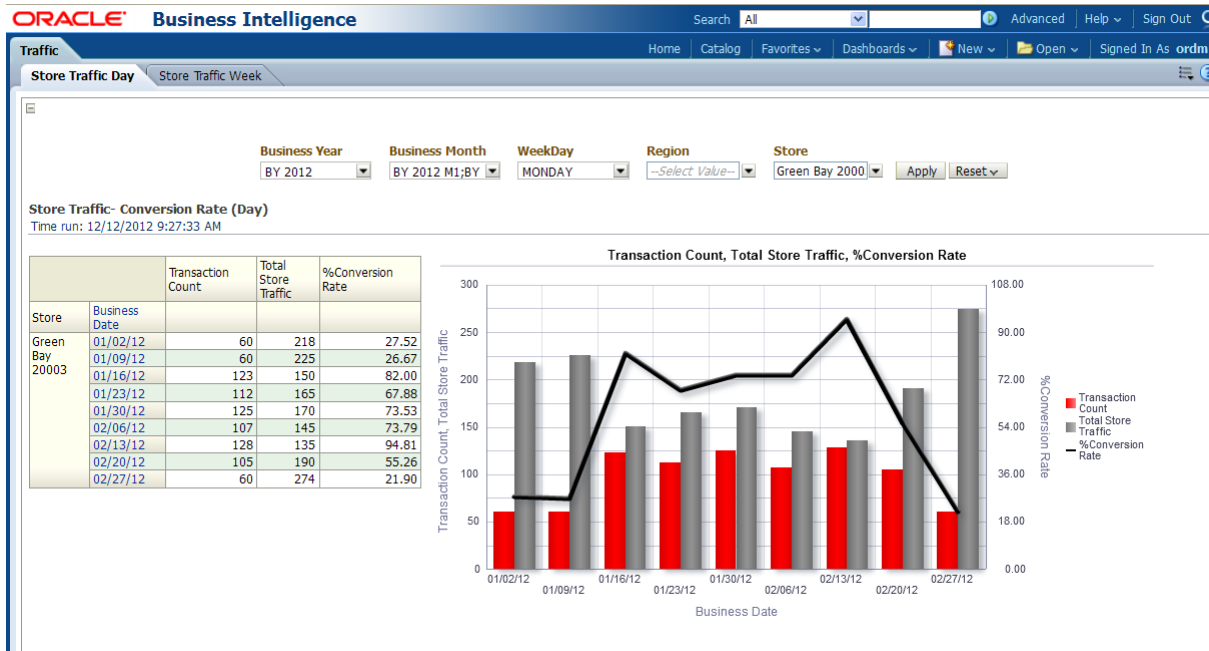 ORACLE Business Intelligence
Search All Advanced Help Sign Out
Traffic
Home Catalog Favorites Dashboards New Open Signed In As ordm
Store Traffic Day Store Traffic Week
Business Year Business Month WeekDay Region Store
BY 2012 BY 2012 M1;BY MONDAY --Select Value-- Green Bay 2000 Apply Reset
Store Traffic- Conversion Rate (Day)
Time run: 12/12/2012 9:27:33 AM
Transaction Count Total Store Traffic %Conversion Rate
Store Business Date
Green Bay 20003
01/02/12 60 218 27.52
01/09/12 60 225 26.67
01/16/12 123 150 82.00
01/23/12 112 165 67.88
01/30/12 125 170 73.53
02/06/12 107 145 73.79
02/13/12 128 135 94.81
02/20/12 105 190 55.26
02/27/12 60 274 21.90
Transaction Count, Total Store Traffic, %Conversion Rate
Transaction Count, Total Store Traffic
300
250
200
150
100
50
0
108.00
90.00
72.00
54.00
36.00
18.00
0.00
%Conversion Rate
01/02/12 01/16/12 01/30/12 02/13/12 02/27/12
01/09/12 01/23/12 02/06/12 02/20/12
Business Date
Transaction
Count
Total Store
Traffic
%Conversion
Rate